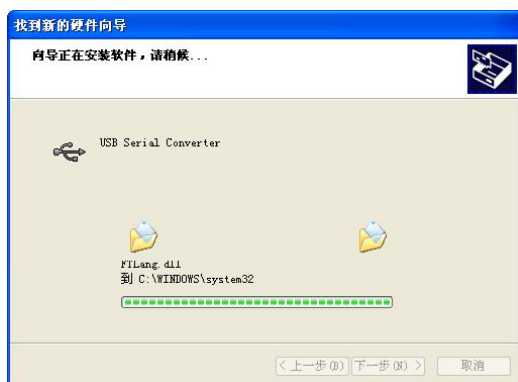 找到新的硬件向导
向导正在安装软件，请稍候...
USB Serial Converter
FTLang.dll
到 C:\WINDOWS\system32
< 上一步(B)
下一步(N) >
取消